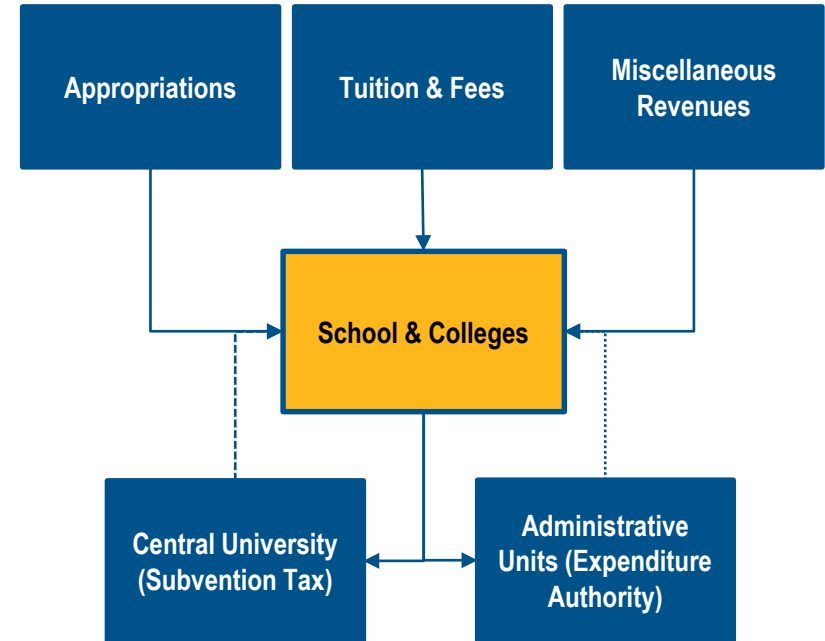 Appropriations
Tuition & Fees
Miscellaneous
Revenues
School & Colleges
Central University
(Subvention Tax)
Administrative
Units (Expenditure
Authority)